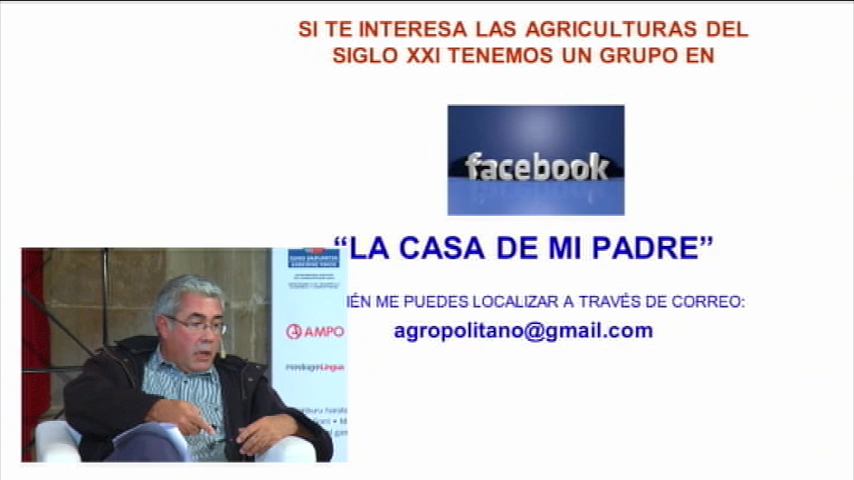 SI TE INTERESA LAS AGRICULTURAS DEL
SIGLO XXI TENEMOS UN GRUPO EN
facebook
“LA CASA DE MI PADRE”
IÉN ME PUEDES LOCALIZAR A TRAVÉS DE CORREO:
agropolitano@gmail.com
AMPO
MondragonLingua